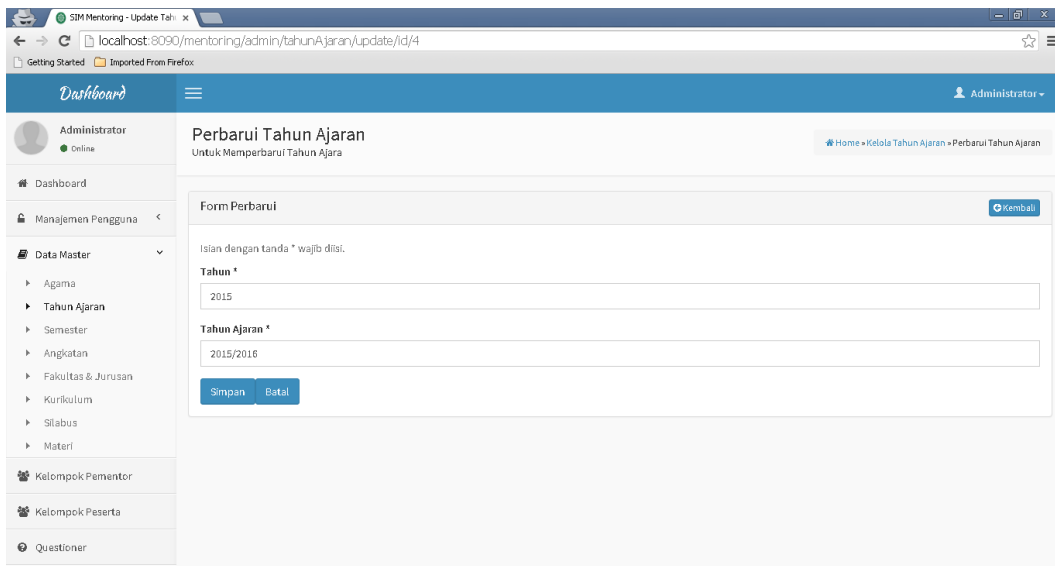 SIM Mentoring - Update Tahu
localhost:8090/mentoring/admin/tahunAjaran/update/id/4
Getting Started Imported From Firefox
Dashboard
Administrator
Administrator
Online
Perbarui Tahun Ajaran
Untuk Memperbarui Tahun Ajara
Home » Kelola Tahun Ajaran » Perbarui Tahun Ajaran
Dashboard
Manajemen Pengguna
Data Master
Agama
Tahun Ajaran
Semester
Angkatan
Fakultas & Jurusan
Kurikulum
Silabus
Materi
Kelompok Pementor
Kelompok Peserta
Questioner
Form Perbarui
Kembali
Isian dengan tanda * wajib diisi.
Tahun *
2015
Tahun Ajaran *
2015/2016
Simpan Batal